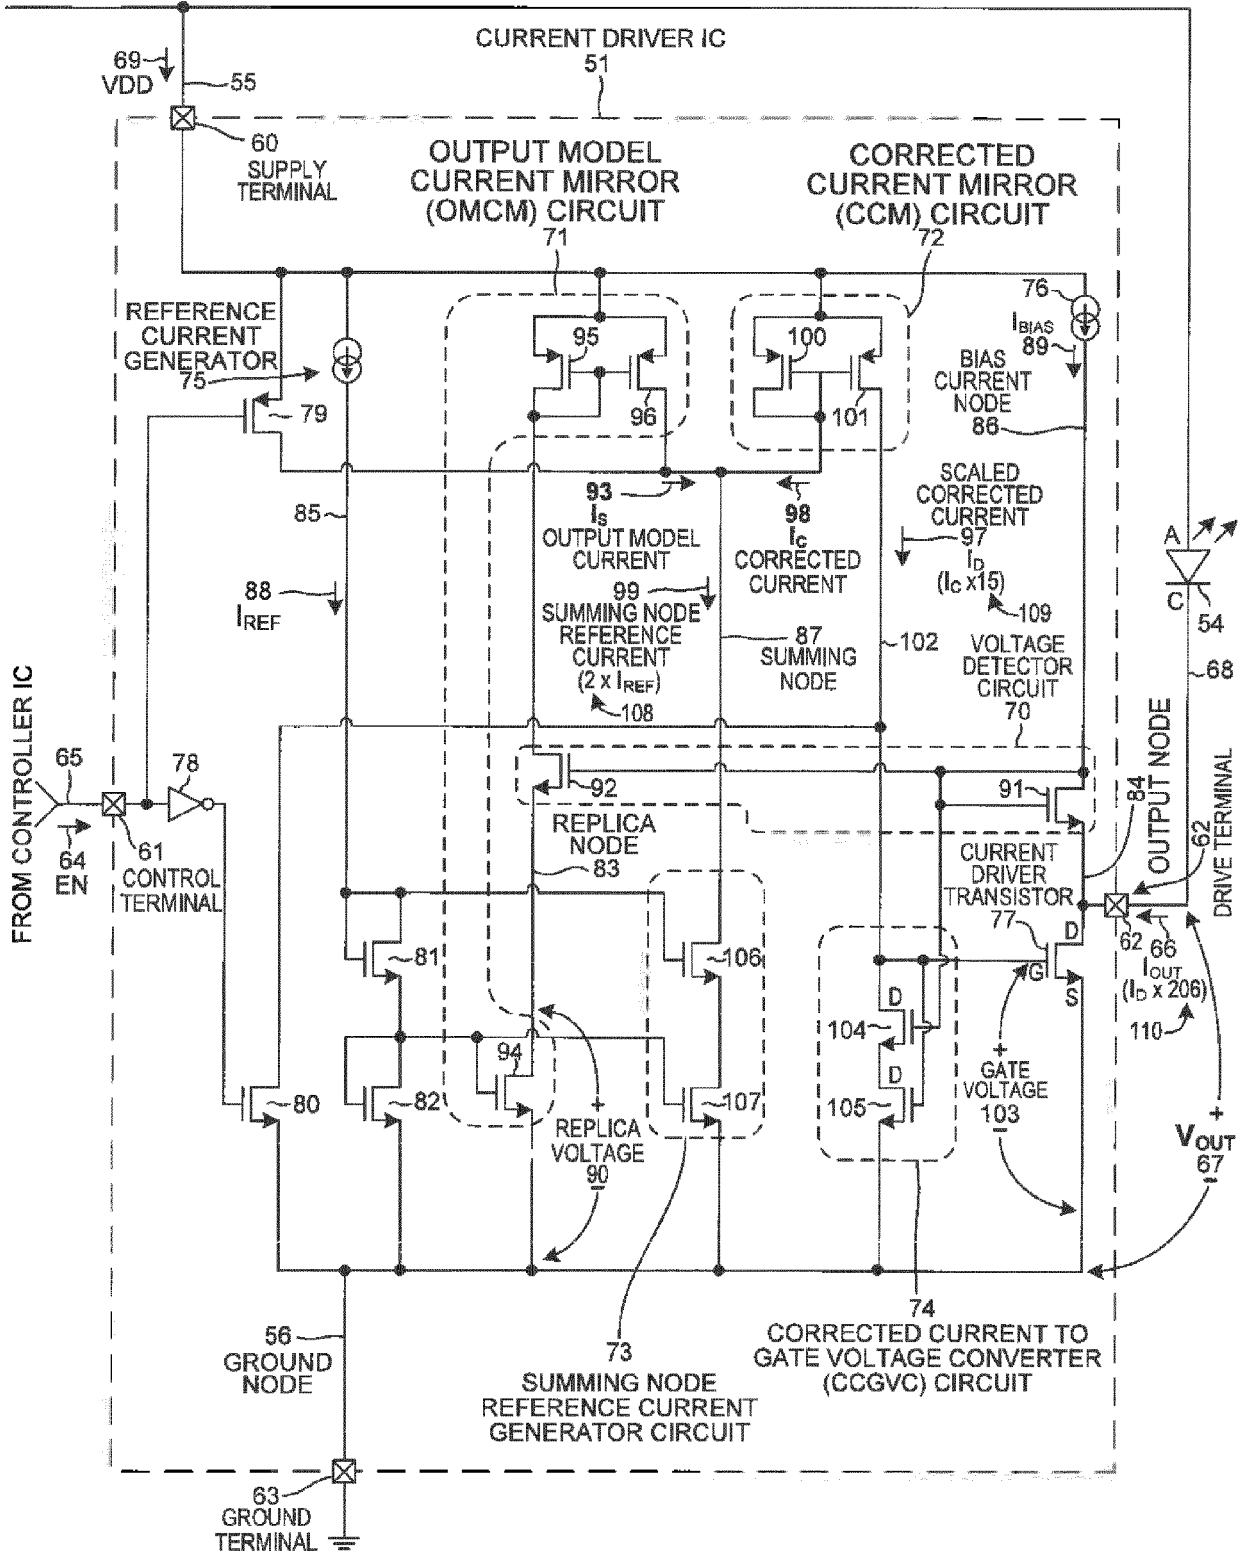 CURRENT DRIVER IC
51
69
VDD
55
60
SUPPLY
TERMINAL
OUTPUT MODEL
CURRENT MIRROR
(OMCM) CIRCUIT
71
CORRECTED
CURRENT MIRROR
(CCM) CIRCUIT
72
REFERENCE
CURRENT
GENERATOR
75
79
95
96
100
101
76
IBIAS
89
BIAS
CURRENT
NODE
86
85
88
IREF
93
IS
OUTPUT MODEL
CURRENT
98
IC
CORRECTED
CURRENT
SCALED
CORRECTED
CURRENT
97
ID
(IC x15)
109
99
SUMMING NODE
REFERENCE
CURRENT
(2 x IREF)
108
87
SUMMING
NODE
102
VOLTAGE
DETECTOR
CIRCUIT
70
A
C
54
68
FROM CONTROLLER IC
65
64
EN
61
CONTROL
TERMINAL
78
92
REPLICA
NODE
83
91
84
OUTPUT NODE
62
DRIVE TERMINAL
CURRENT
DRIVER
TRANSISTOR
77
D
G
S
62
66
IOUT
(ID x 206)
110
81
82
80
94
106
107
D
104
D
105
+
REPLICA
VOLTAGE
90
–
+
GATE
VOLTAGE
103
–
+
VOUT
67
–
73
SUMMING NODE
REFERENCE CURRENT
GENERATOR CIRCUIT
74
CORRECTED CURRENT TO
GATE VOLTAGE CONVERTER
(CCGVC) CIRCUIT
56
GROUND
NODE
63
GROUND
TERMINAL